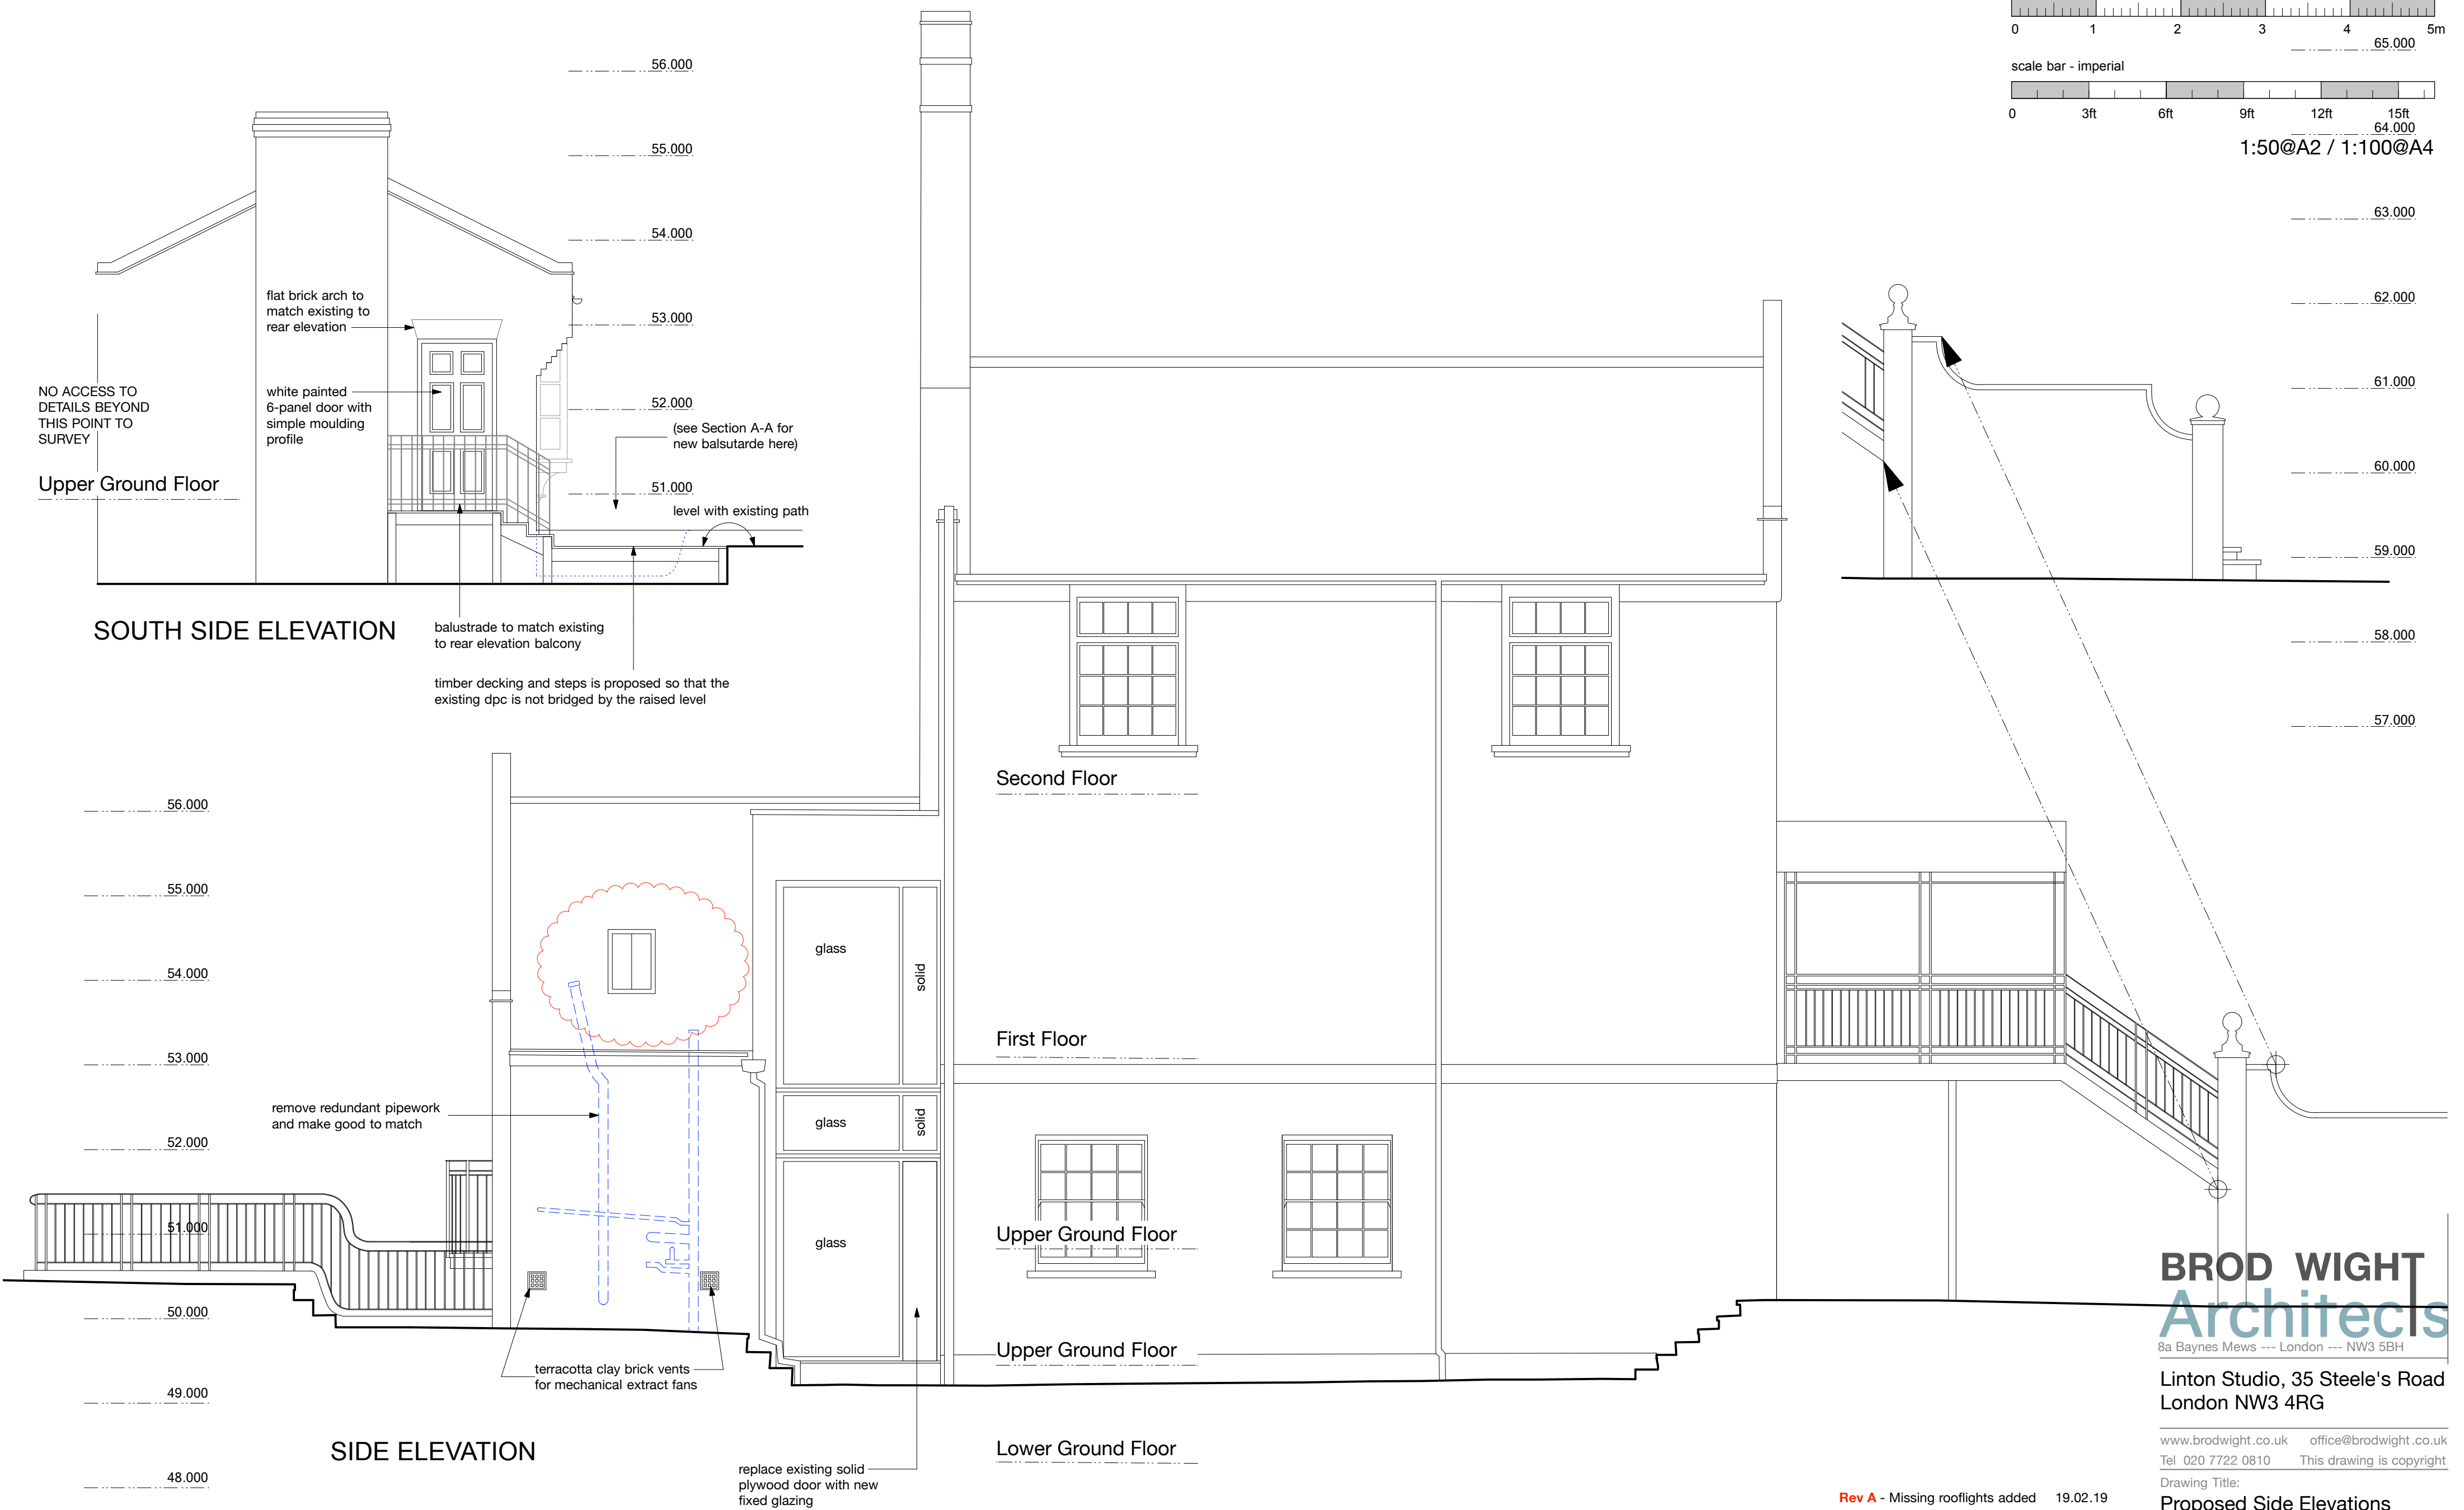 0 1 2 3 4 5m
65.000
scale bar - imperial
0 3ft 6ft 9ft 12ft 15ft
64.000
1:50@A2 / 1:100@A4
63.000
62.000
61.000
60.000
59.000
58.000
57.000
56.000
55.000
54.000
53.000
52.000
51.000
flat brick arch to
match existing to
rear elevation
NO ACCESS TO
DETAILS BEYOND
THIS POINT TO
SURVEY
white painted
6-panel door with
simple moulding
profile
(see Section A-A for
new balsutarde here)
Upper Ground Floor
level with existing path
SOUTH SIDE ELEVATION
balustrade to match existing
to rear elevation balcony
timber decking and steps is proposed so that the
existing dpc is not bridged by the raised level
56.000
55.000
54.000
53.000
52.000
51.000
50.000
49.000
48.000
Second Floor
First Floor
Upper Ground Floor
Upper Ground Floor
Lower Ground Floor
glass
solid
glass
solid
glass
remove redundant pipework
and make good to match
terracotta clay brick vents
for mechanical extract fans
SIDE ELEVATION
replace existing solid
plywood door with new
fixed glazing
Rev A - Missing rooflights added 19.02.19
BROD WIGHT
Architects
8a Baynes Mews --- London --- NW3 5BH
Linton Studio, 35 Steele's Road
London NW3 4RG
www.brodwight.co.uk office@brodwight.co.uk
Tel 020 7722 0810 This drawing is copyright
Drawing Title:
Proposed Side Elevations